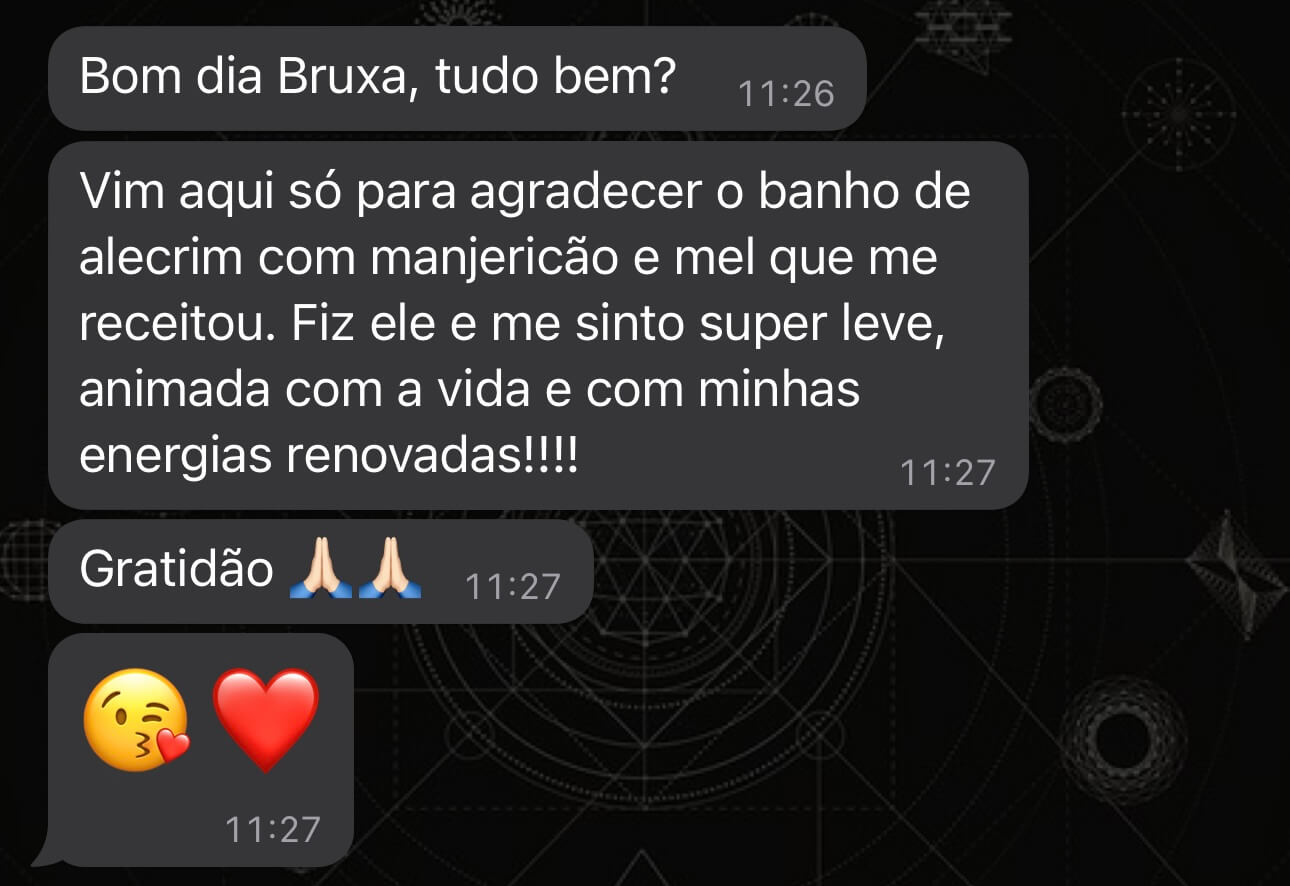 Bom dia Bruxa, tudo bem? 11:26
Vim aqui só para agradecer o banho de
alecrim com manjericão e mel que me
receitou. Fiz ele e me sinto super leve,
animada com a vida e com minhas
energias renovadas!!!! 11:27
Gratidão 🙏🏻🙏🏻 11:27
😘❤️
11:27